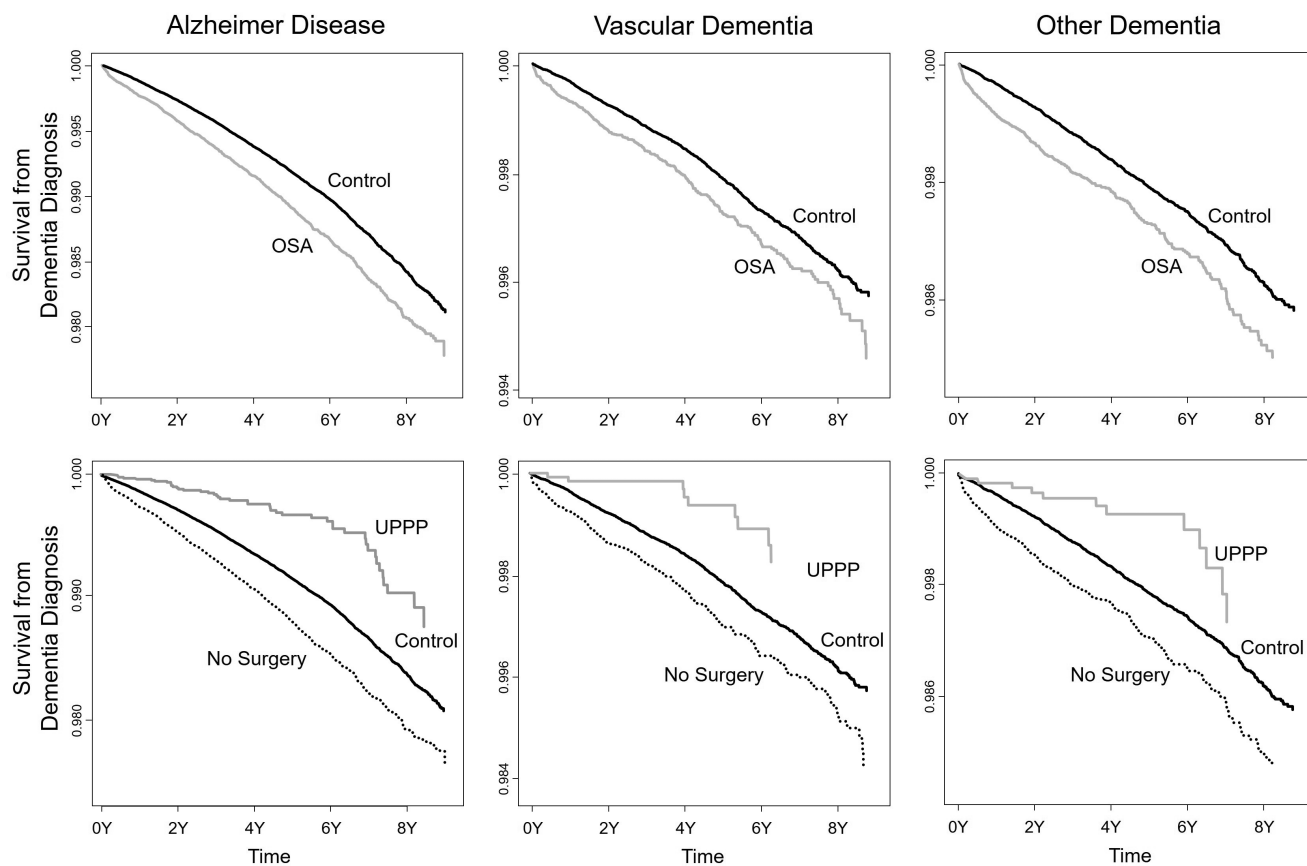 Alzheimer Disease
Vascular Dementia
Other Dementia
Survival from
Dementia Diagnosis
1.000
0.995
0.990
0.985
0.980
Control
OSA
0Y 2Y 4Y 6Y 8Y
1.000
0.998
0.996
0.994
Control
OSA
0Y 2Y 4Y 6Y 8Y
1.000
0.998
0.986
Control
OSA
0Y 2Y 4Y 6Y 8Y
Survival from
Dementia Diagnosis
1.000
0.990
0.980
UPPP
Control
No Surgery
0Y 2Y 4Y 6Y 8Y
Time
1.000
0.998
0.996
0.984
UPPP
Control
No Surgery
0Y 2Y 4Y 6Y 8Y
Time
1.000
0.998
0.986
UPPP
Control
No Surgery
0Y 2Y 4Y 6Y 8Y
Time